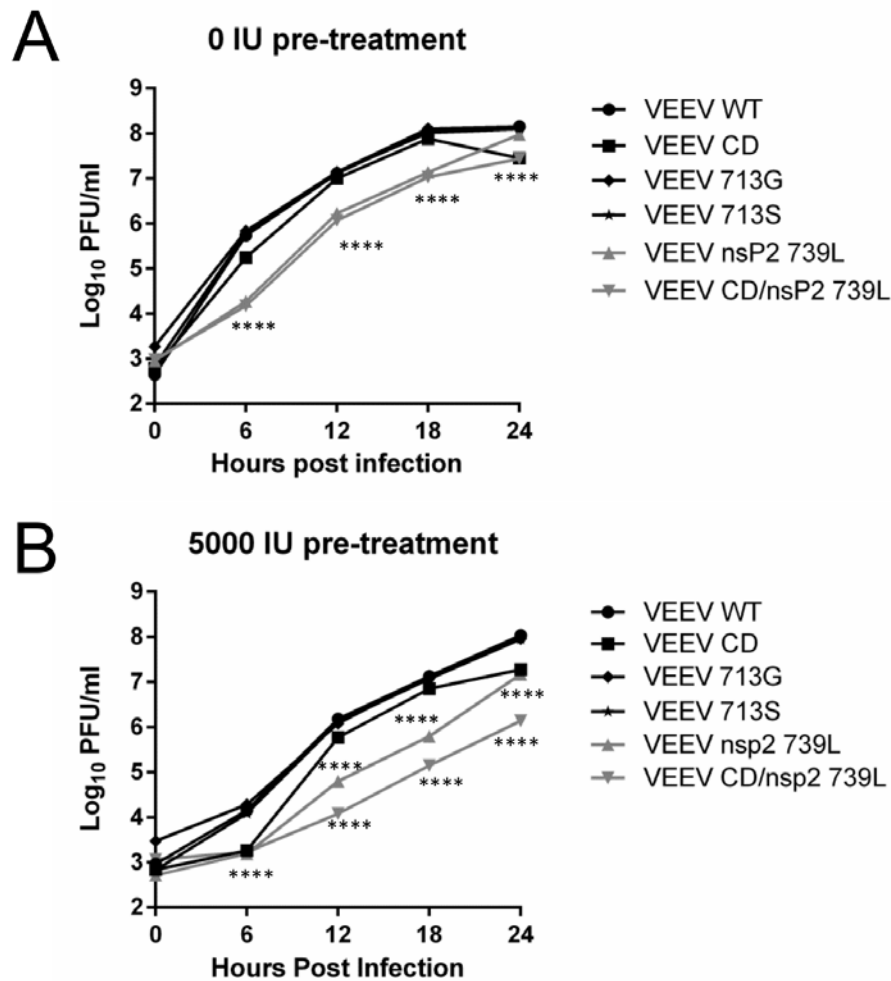 A
0 IU pre-treatment
9
8
7
6
5
4
3
2
Log10 PFU/ml
0 6 12 18 24
Hours post infection
****
****
****
****
VEEV WT
VEEV CD
VEEV 713G
VEEV 713S
VEEV nsP2 739L
VEEV CD/nsP2 739L
B
5000 IU pre-treatment
9
8
7
6
5
4
3
2
Log10 PFU/ml
0 6 12 18 24
Hours Post Infection
****
****
****
****
****
****
****
VEEV WT
VEEV CD
VEEV 713G
VEEV 713S
VEEV nsp2 739L
VEEV CD/nsp2 739L